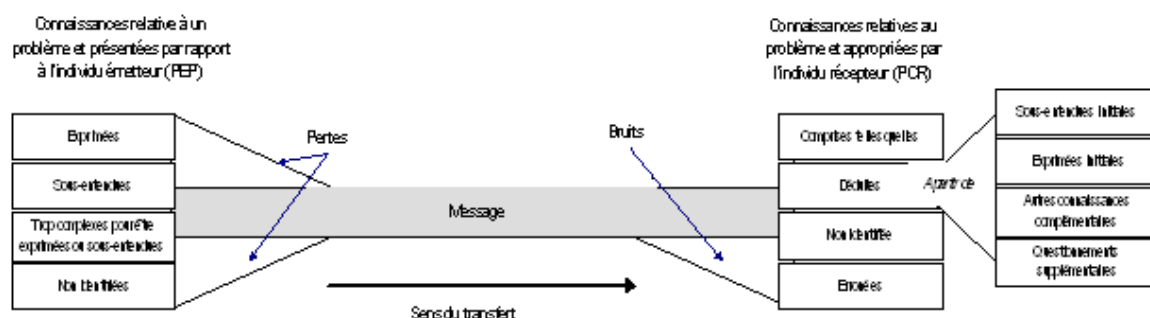 Connaissances relative à un
problème et présentées par rapport
à l'individu émetteur (PEP)
Connaissances relatives au
problème et appropriées par
l'individu récepteur (PCR)
Exprimées
Sous-entendues
Trop complexes pour être
exprimées ou sous-entendues
Non identifiées
Pertes
Message
Bruits
Sens du transfert
Comprises telles quelles
Déduites
Non identifiée
Erronées
A partir de
Sous-entendues initiales
Exprimées initiales
Autres connaissances
complémentaires
Questionnements
supplémentaires